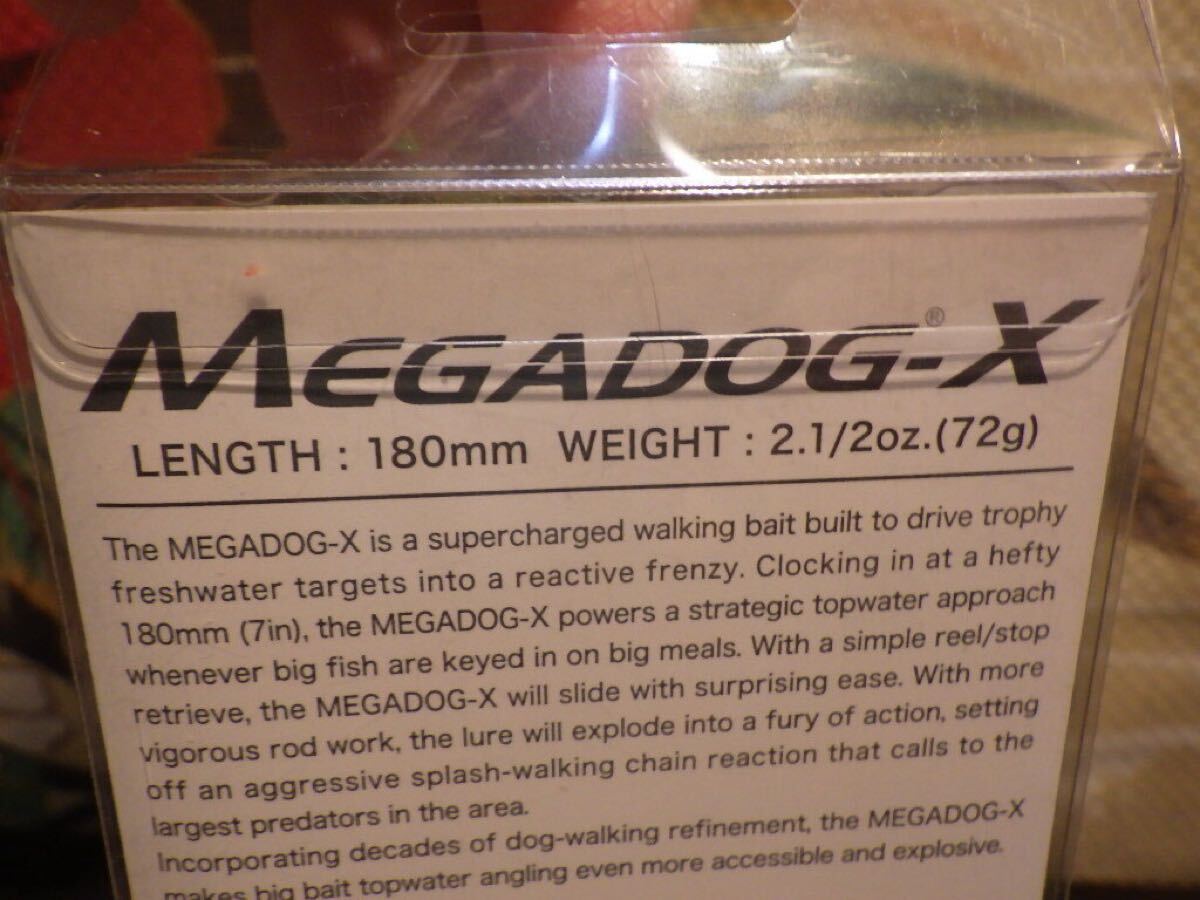 MEGADOG-X®
LENGTH : 180mm WEIGHT : 2.1/2oz.(72g)
The MEGADOG-X is a supercharged walking bait built to drive trophy
freshwater targets into a reactive frenzy. Clocking in at a hefty
180mm (7in), the MEGADOG-X powers a strategic topwater approach
whenever big fish are keyed in on big meals. With a simple reel/stop
retrieve, the MEGADOG-X will slide with surprising ease. With more
vigorous rod work, the lure will explode into a fury of action, setting
off an aggressive splash-walking chain reaction that calls to the
largest predators in the area.
Incorporating decades of dog-walking refinement, the MEGADOG-X
makes big bait topwater angling even more accessible and explosive.